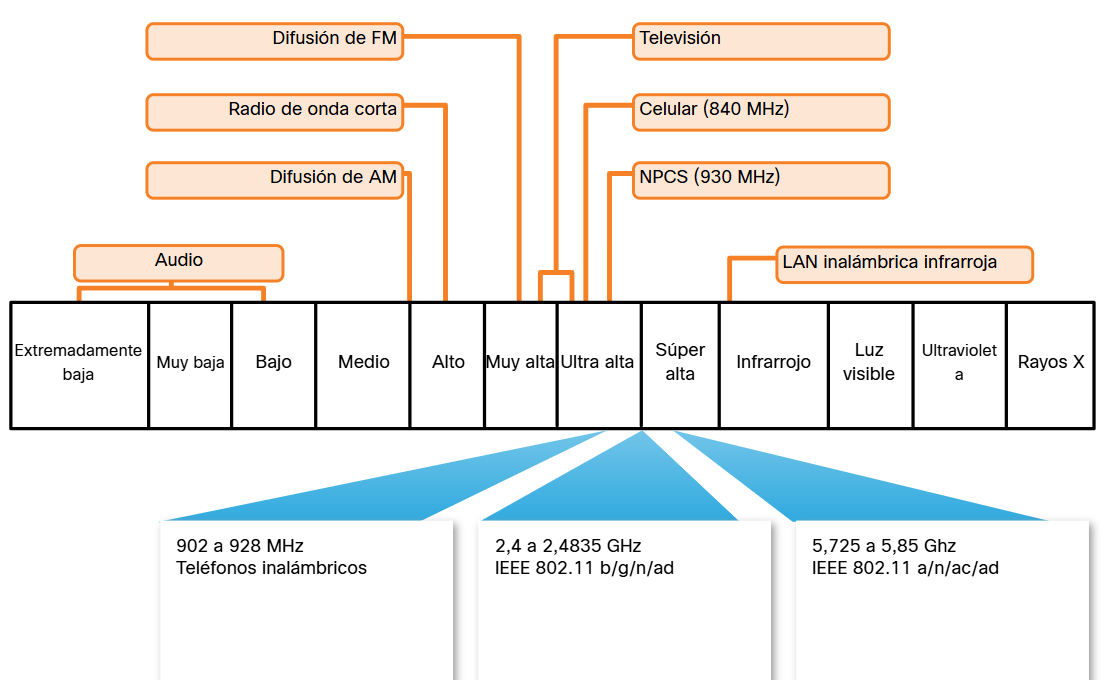 Difusión de FM
Televisión
Radio de onda corta
Celular (840 MHz)
Difusión de AM
NPCS (930 MHz)
Audio
LAN inalámbrica infrarroja
Extremadamente
baja
Muy baja
Bajo
Medio
Alto
Muy alta
Ultra alta
Súper
alta
Infrarrojo
Luz
visible
Ultraviolet
a
Rayos X
902 a 928 MHz
Teléfonos inalámbricos
2,4 a 2,4835 GHz
IEEE 802.11 b/g/n/ad
5,725 a 5,85 Ghz
IEEE 802.11 a/n/ac/ad